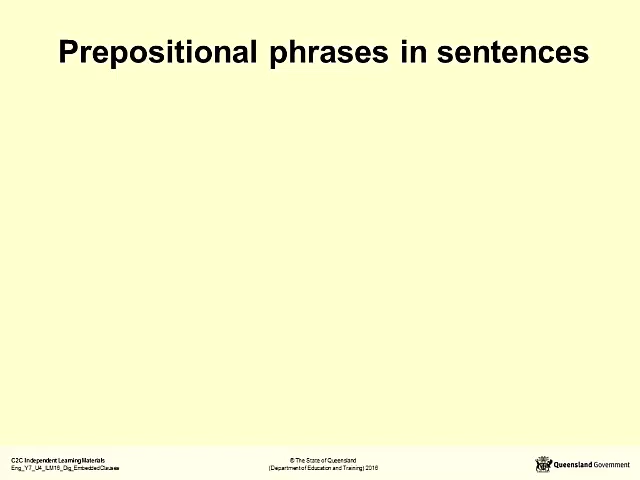 Prepositional phrases in sentences
C2C Independent Learning Materials
Eng_Y7_U4_ILM16_Dig_EmbeddedClauses
© The State of Queensland
(Department of Education and Training) 2016
Queensland Government